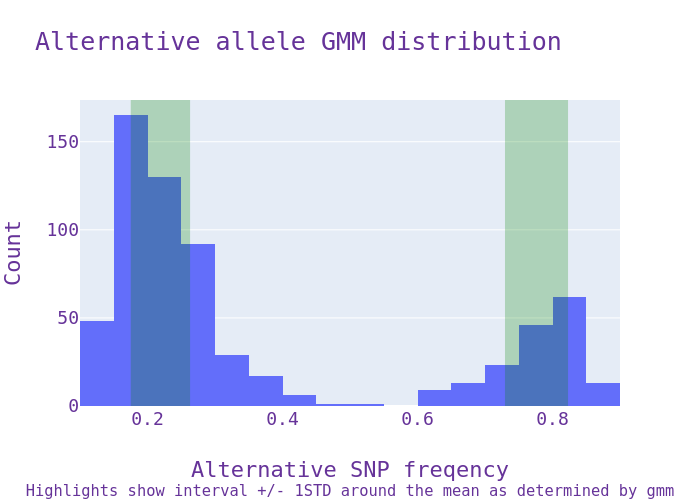 Alternative allele GMM distribution
150
100
50
0
Count
0.2 0.4 0.6 0.8
Alternative SNP freqency
Highlights show interval +/- 1STD around the mean as determined by gmm